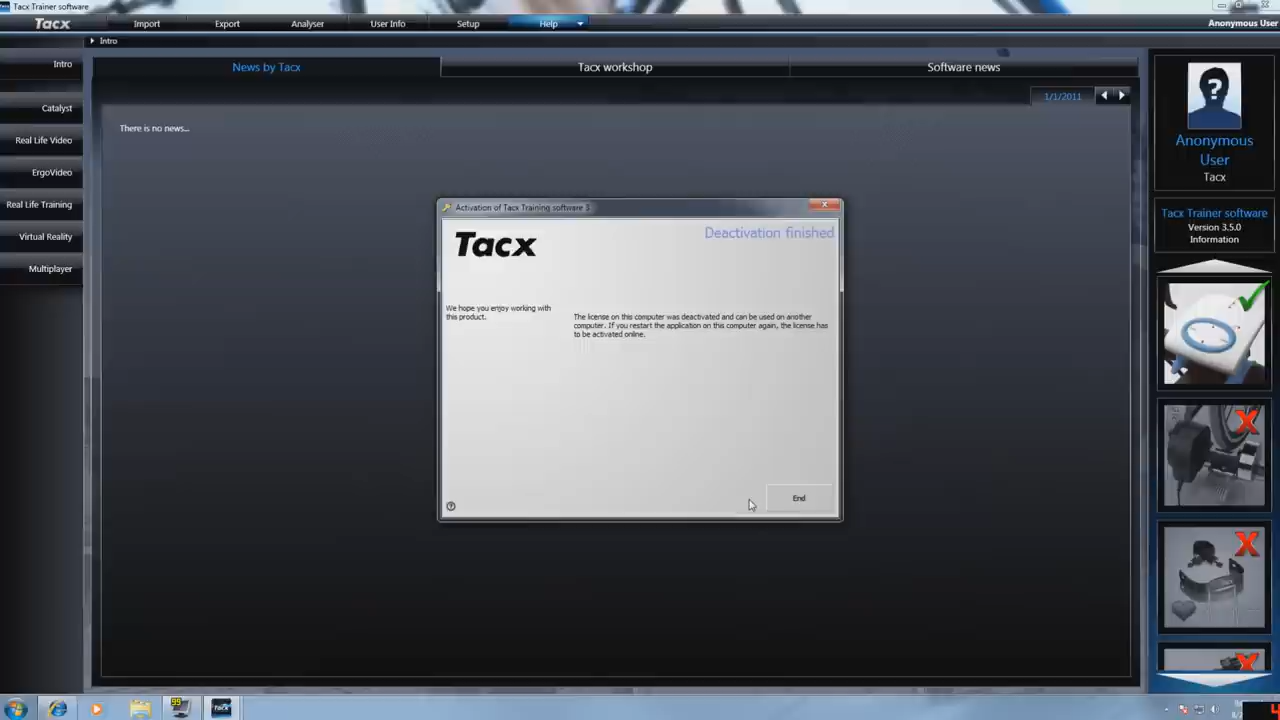 Tacx Trainer software
Tacx
Import
Export
Analyser
User Info
Setup
Help
Anonymous User
Intro
Intro
Catalyst
Real Life Video
ErgoVideo
Real Life Training
Virtual Reality
Multiplayer
News by Tacx
Tacx workshop
Software news
1/1/2011
There is no news...
Anonymous
User
Tacx
Tacx Trainer software
Version 3.5.0
Information
Activation of Tacx Training software 3
Tacx
Deactivation finished
We hope you enjoy working with
this product.
The license on this computer was deactivated and can be used on another
computer. If you restart the application on this computer again, the license has
to be activated online.
End
99
Tacx